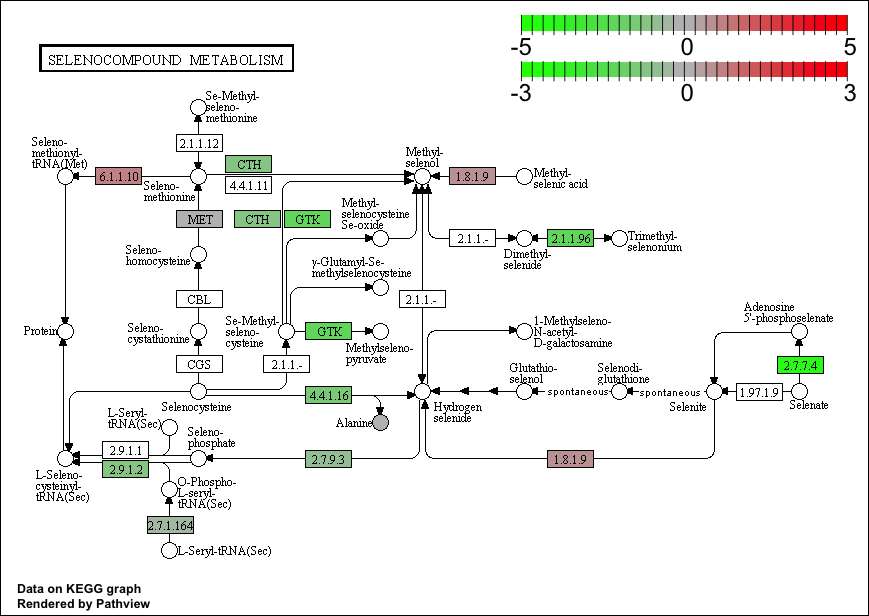 -5 0 5
-3 0 3
SELENOCOMPOUND METABOLISM
Se-Methyl-
seleno-
methionine
2.1.1.12
Seleno-
methionyl-
tRNA(Met)
6.1.1.10
Seleno-
methionine
CTH
4.4.1.11
Methyl-
selenol
1.8.1.9
Methyl-
selenic acid
MET
CTH
GTK
Methyl-
selenocysteine
Se-oxide
2.1.1.-
Dimethyl-
selenide
2.1.1.96
Trimethyl-
selenonium
Seleno-
homocysteine
γ-Glutamyl-Se-
methylselenocysteine
CBL
2.1.1.-
Protein
Seleno-
cystathionine
Se-Methyl-
seleno-
cysteine
GTK
Methylseleno-
pyruvate
1-Methylseleno-
N-acetyl-
D-galactosamine
Adenosine
5'-phosphoselenate
CGS
2.1.1.-
2.7.7.4
Selenocysteine
4.4.1.16
Alanine
Hydrogen
selenide
Glutathio-
selenol
spontaneous
Selenodi-
glutathione
spontaneous
Selenite
1.97.1.9
Selenate
L-Seryl-
tRNA(Sec)
Seleno-
phosphate
2.9.1.1
2.9.1.2
2.7.9.3
1.8.1.9
L-Seleno-
cysteinyl-
tRNA(Sec)
O-Phospho-
L-seryl-
tRNA(Sec)
2.7.1.164
L-Seryl-tRNA(Sec)
Data on KEGG graph
Rendered by Pathview